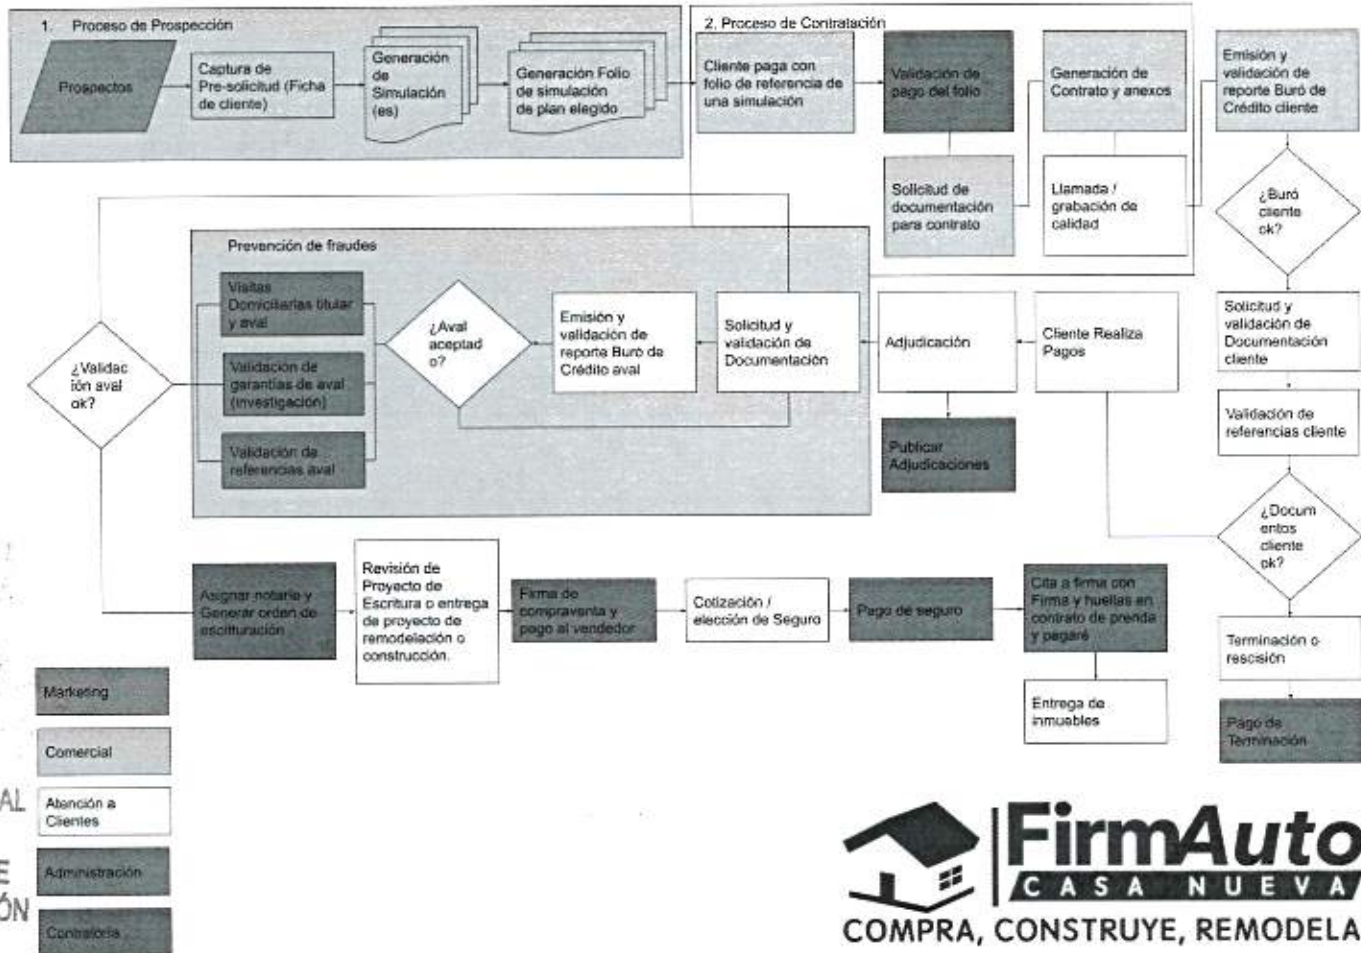 1. Proceso de Prospección
2. Proceso de Contratación
Prospectos
Captura de
Pre-solicitud (Ficha
de cliente)
Generación
de
Simulación
(es)
Generación Folio
de simulación
de plan elegido
Cliente paga con
folio de referencia de
una simulación
Validación de
pago del folio
Generación de
Contrato y anexos
Emisión y
validación de
reporte Buró de
Crédito cliente
Solicitud de
documentación
para contrato
Llamada /
grabación de
calidad
¿Buró
cliente
ok?
Prevención de fraudes
Visitas
Domiciliarias titular
y aval
¿Validac
ión aval
ok?
Validación de
garantías de aval
(investigación)
Validación de
referencias aval
¿Aval
aceptad
o?
Emisión y
validación de
reporte Buró de
Crédito aval
Solicitud y
validación de
Documentación
Adjudicación
Cliente Realiza
Pagos
Solicitud y
validación de
Documentación
cliente
Validación de
referencias cliente
Publicar
Adjudicaciones
¿Docum
entos
cliente
ok?
Asignar notario y
Generar orden de
escrituración
Revisión de
Proyecto de
Escritura o entrega
de proyecto de
remodelación o
construcción.
Firma de
compraventa y
pago al vendedor
Cotización /
elección de Seguro
Pago de seguro
Cita a firma con
Firma y huellas en
contrato de prenda
y pagaré
Terminación o
rescisión
Entrega de
inmuebles
Pago de
Terminación
Marketing
Comercial
Atención a
Clientes
Administración
Contraloría
AL
E
ÓN
FirmAuto
CASA NUEVA
COMPRA, CONSTRUYE, REMODELA